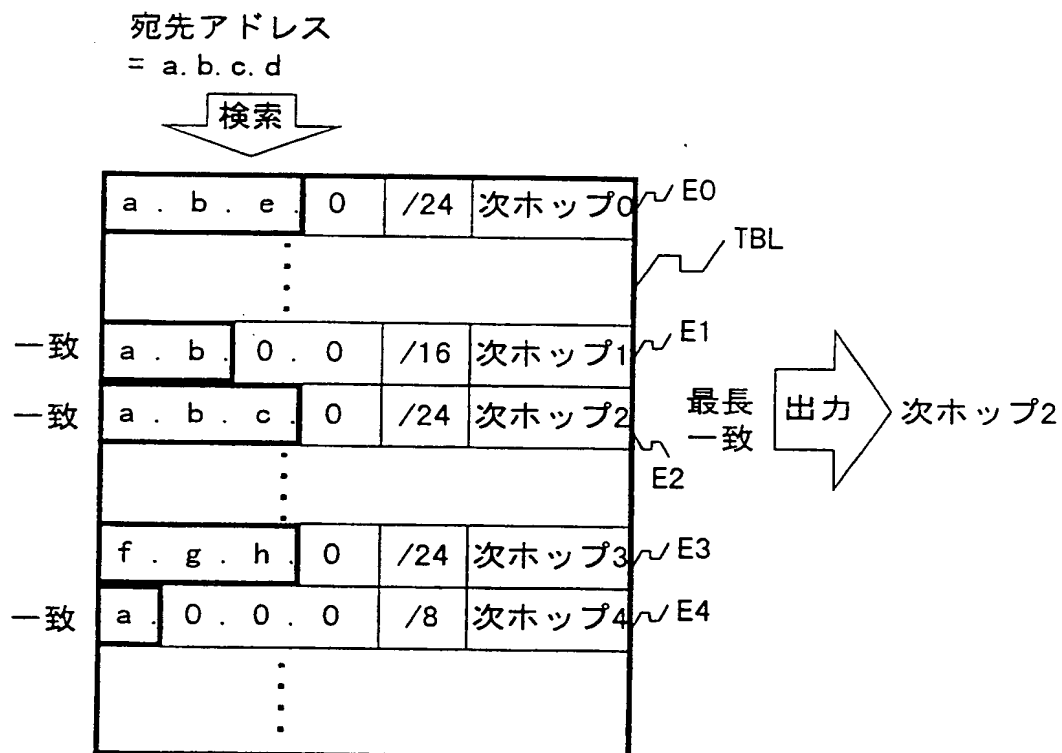 宛先アドレス
= a.b.c.d
検索
a.b.e.0 /24 次ホップ0 E0
TBL
一致 a.b.0.0 /16 次ホップ1 E1
一致 a.b.c.0 /24 次ホップ2
E2
最長
一致
出力
次ホップ2
f.g.h.0 /24 次ホップ3 E3
一致 a.0.0.0 /8 次ホップ4 E4